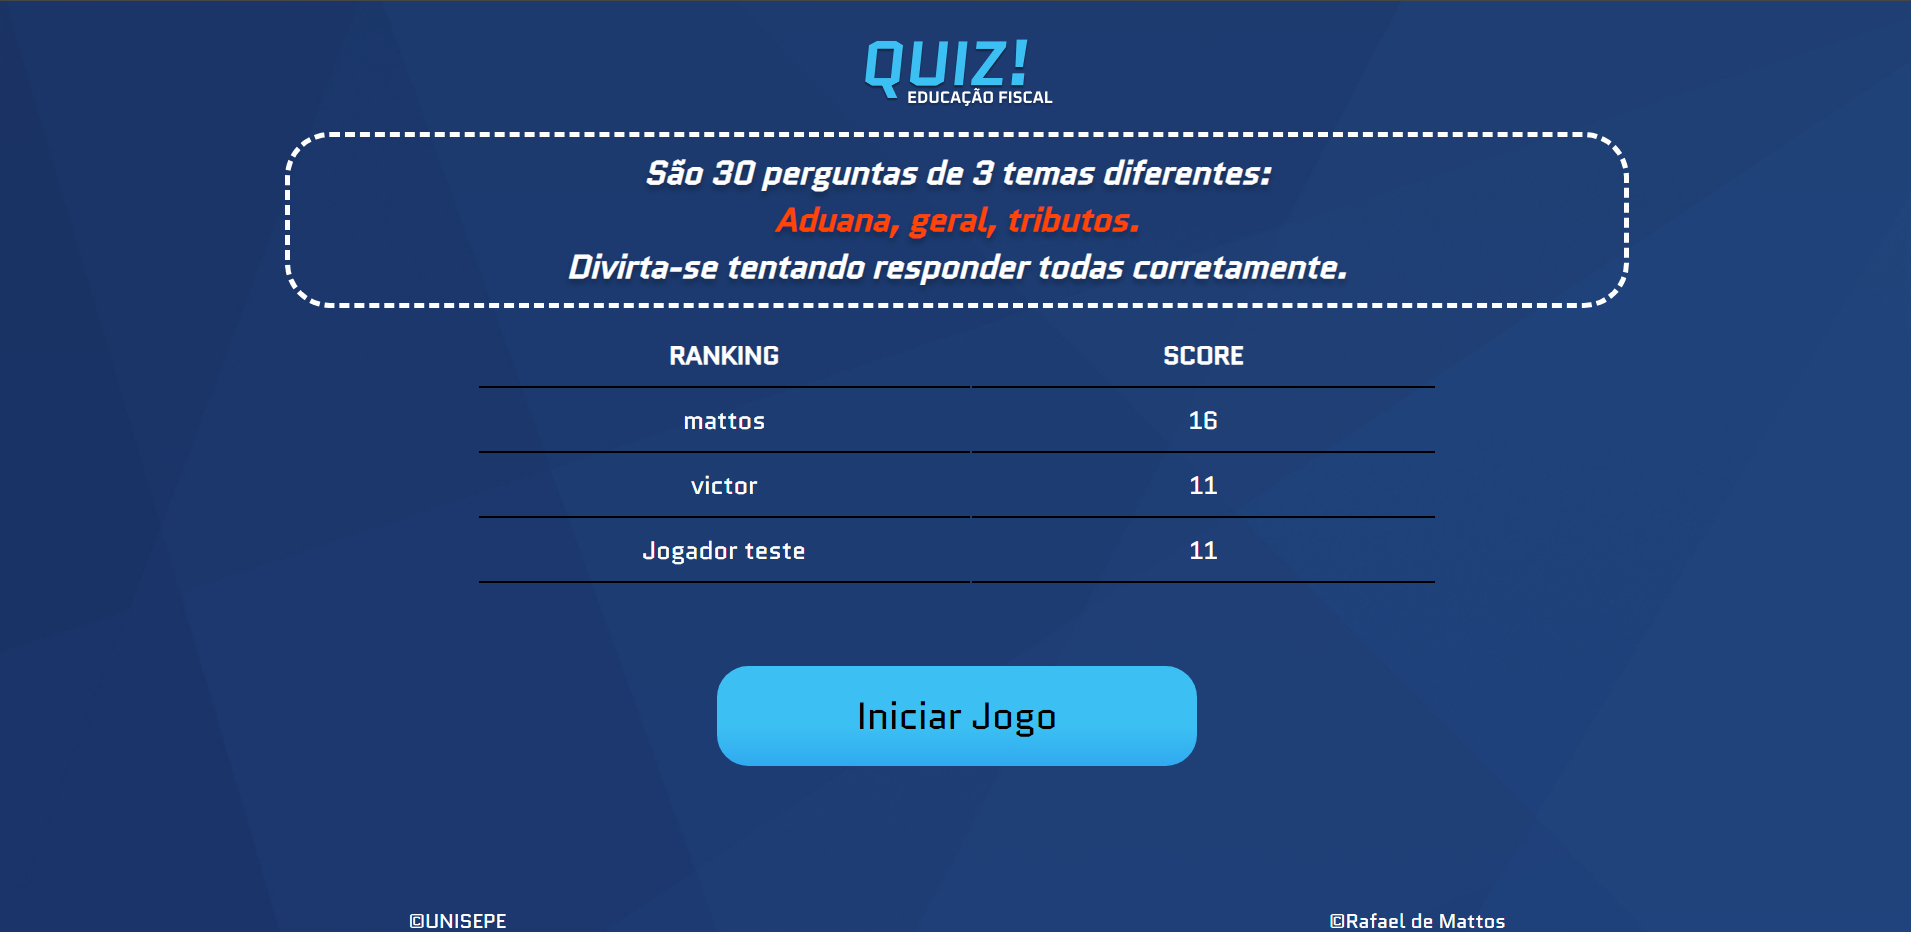 QUIZ!
EDUCAÇÃO FISCAL
São 30 perguntas de 3 temas diferentes:
Aduana, geral, tributos.
Divirta-se tentando responder todas corretamente.
RANKING SCORE
mattos 16
victor 11
Jogador teste 11
Iniciar Jogo
©UNISEPE ©Rafael de Mattos